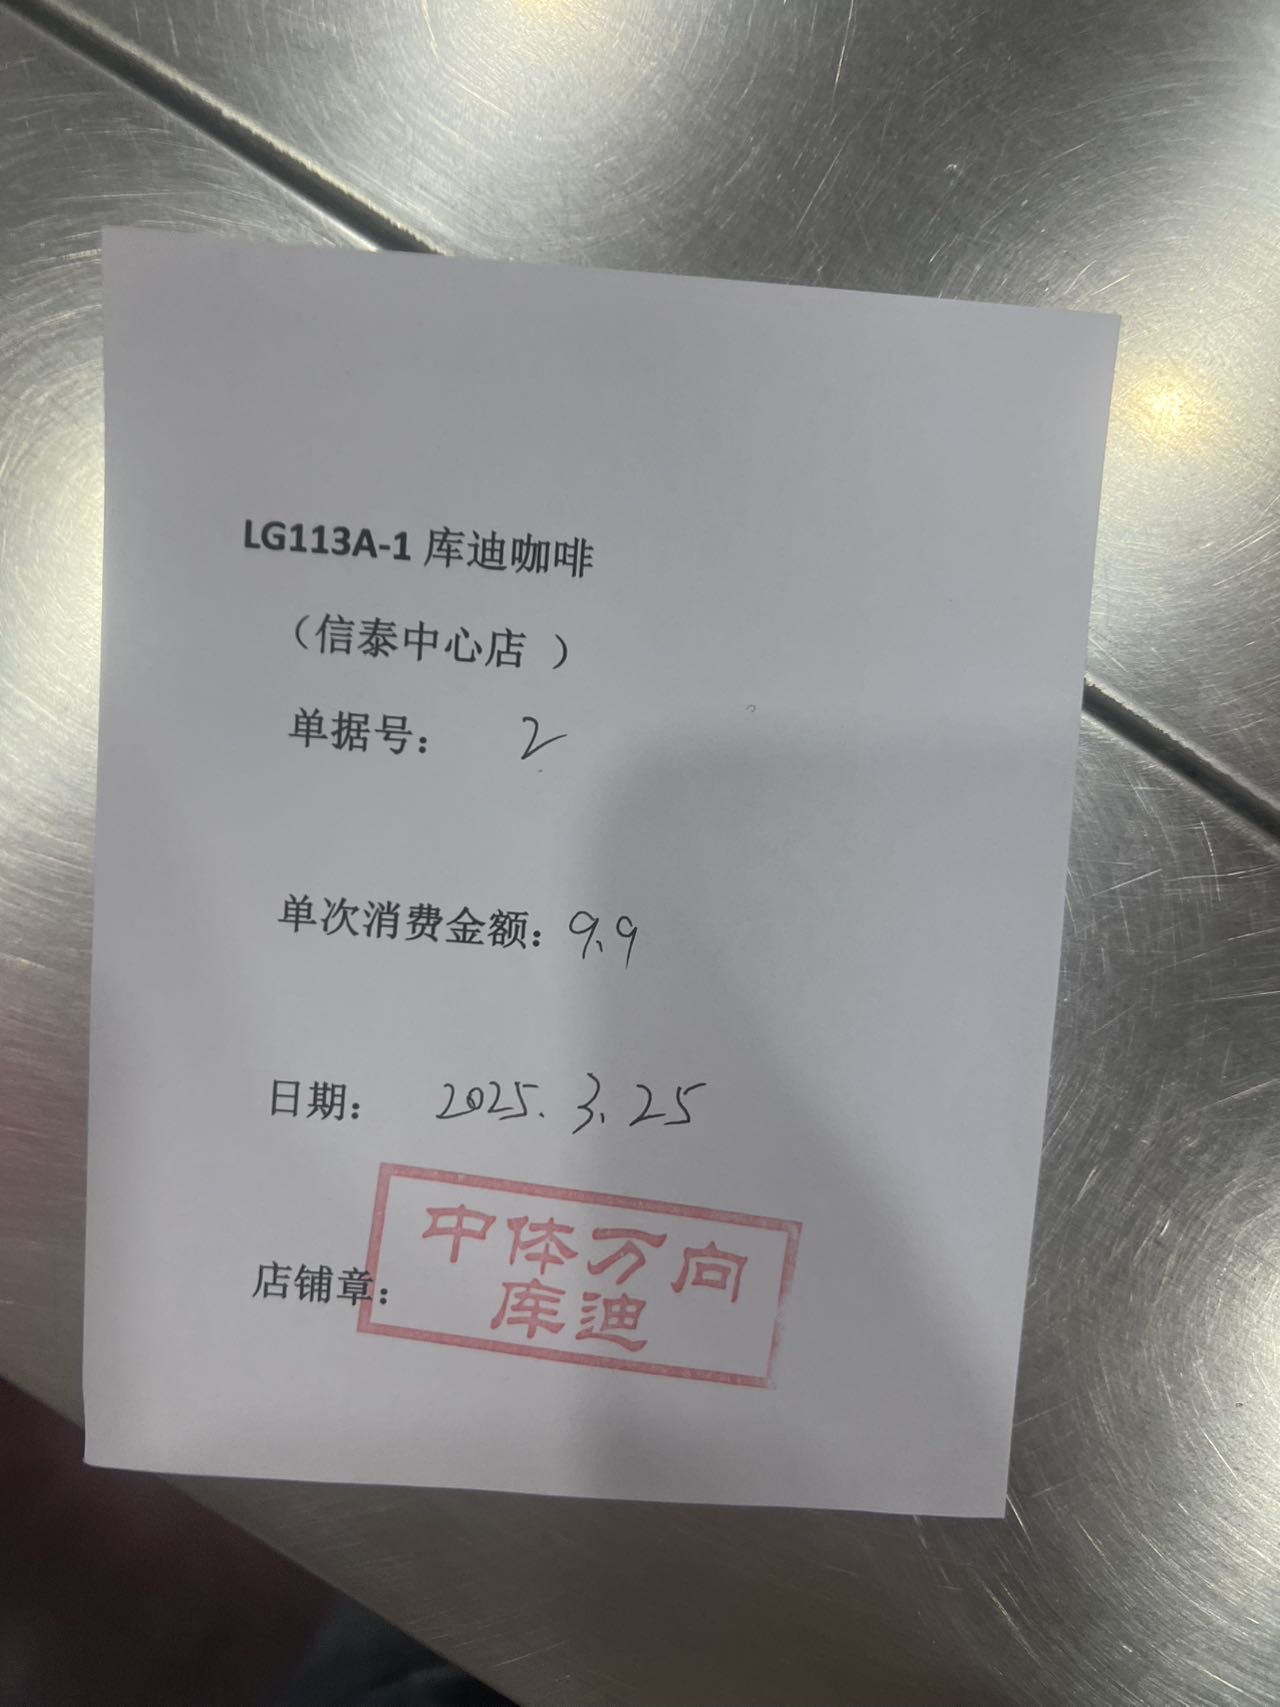 LG113A-1 库迪咖啡
（信泰中心店 ）
单据号： 2
单次消费金额：9.9
日期： 2025.3.25
店铺章：
中体万向
库迪